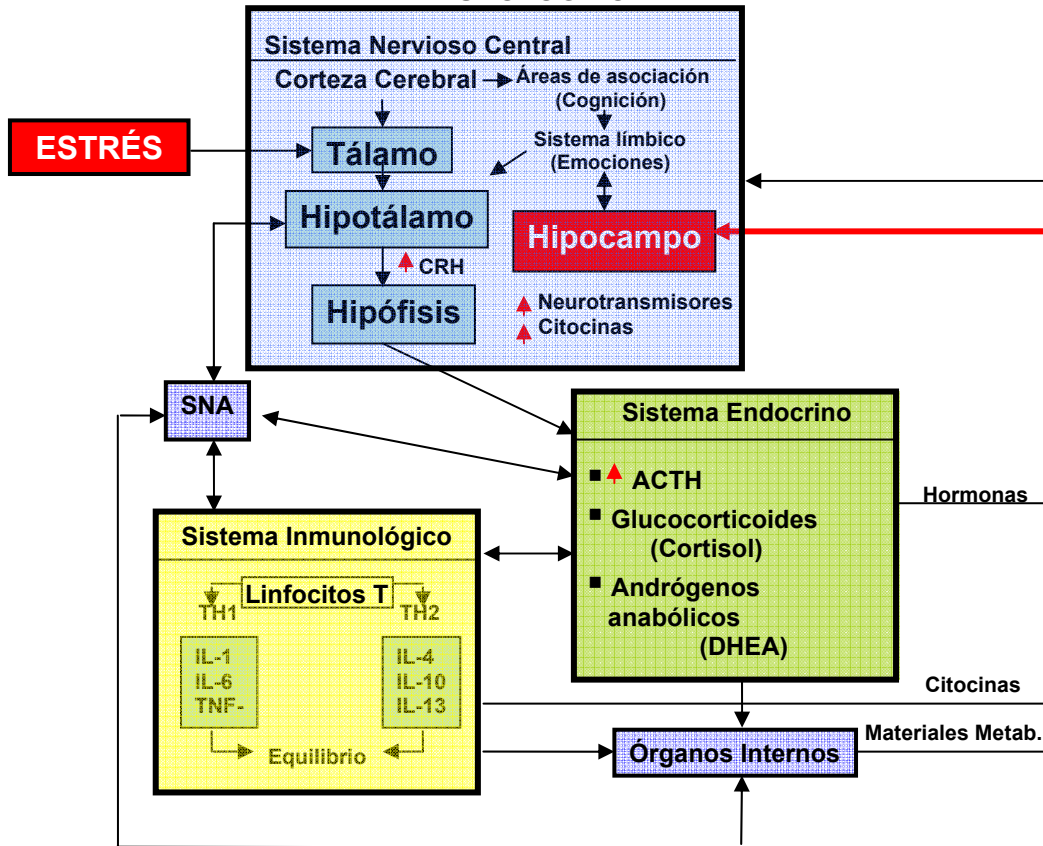 Sistema Nervioso Central
Corteza Cerebral
Áreas de asociación
(Cognición)
ESTRÉS
Tálamo
Sistema límbico
(Emociones)
Hipotálamo
Hipocampo
CRH
Hipófisis
Neurotransmisores
Citocinas
SNA
Sistema Endocrino
ACTH
Glucocorticoides
(Cortisol)
Andrógenos
anabólicos
(DHEA)
Hormonas
Sistema Inmunológico
Linfocitos T
TH1
TH2
IL-1
IL-6
TNF-
IL-4
IL-10
IL-13
Equilibrio
Citocinas
Materiales Metab.
Órganos Internos